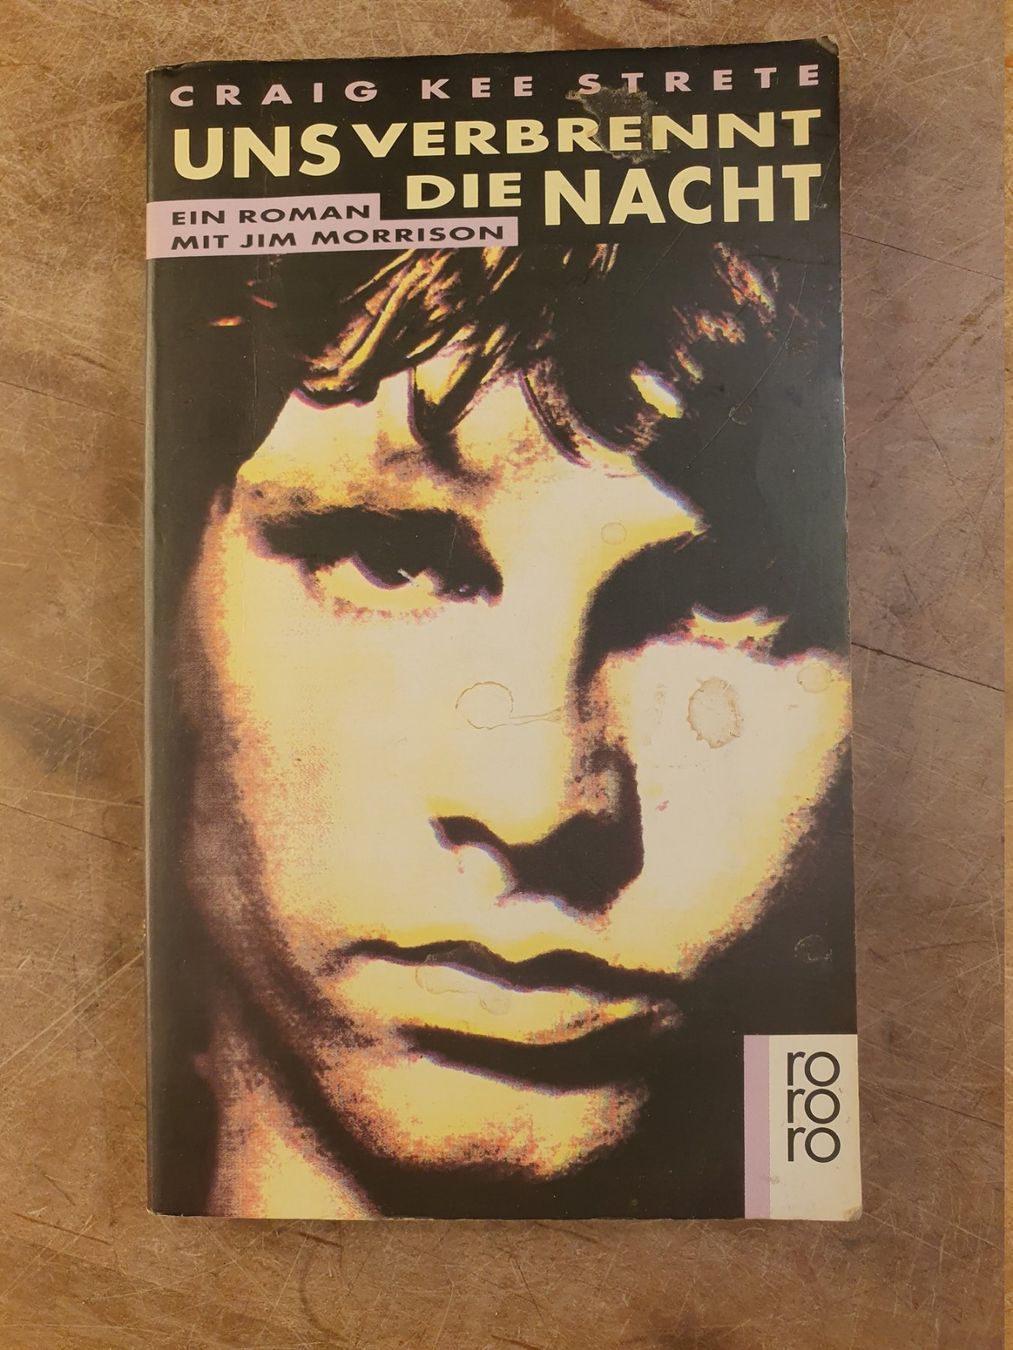 CRAIG KEE STRETE
UNS VERBRENNT
DIE NACHT
EIN ROMAN
MIT JIM MORRISON
ro
ro
ro